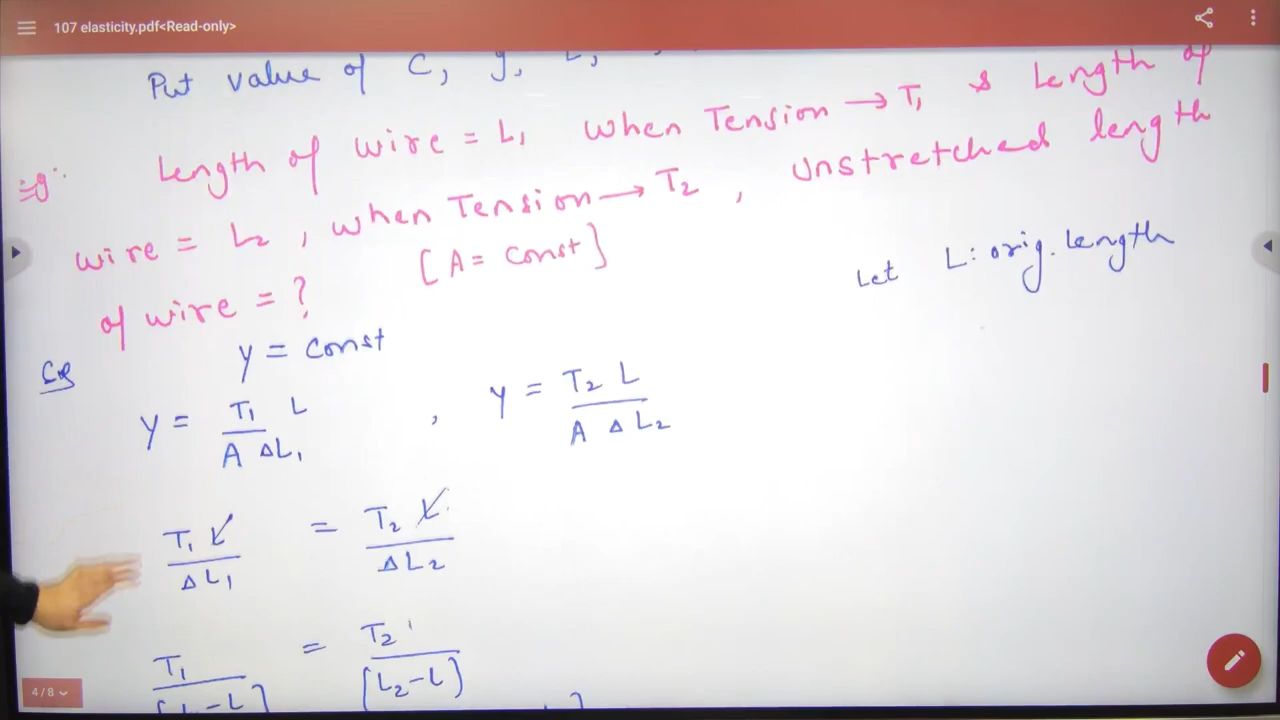 107 elasticity.pdf<Read-only>
Put value of C, g, L,
eg: Length of wire = L₁ when Tension → T₁ & Length of
wire = L₂, when Tension → T₂, unstretched length
of wire = ? [A = const]
Let L: orig. length
Y = const
Y = T₁ L / A ΔL₁ , Y = T₂ L / A ΔL₂
T₁ L / ΔL₁ = T₂ L / ΔL₂
T₁ / [L₁-L] = T₂ / [L₂-L]
4/8